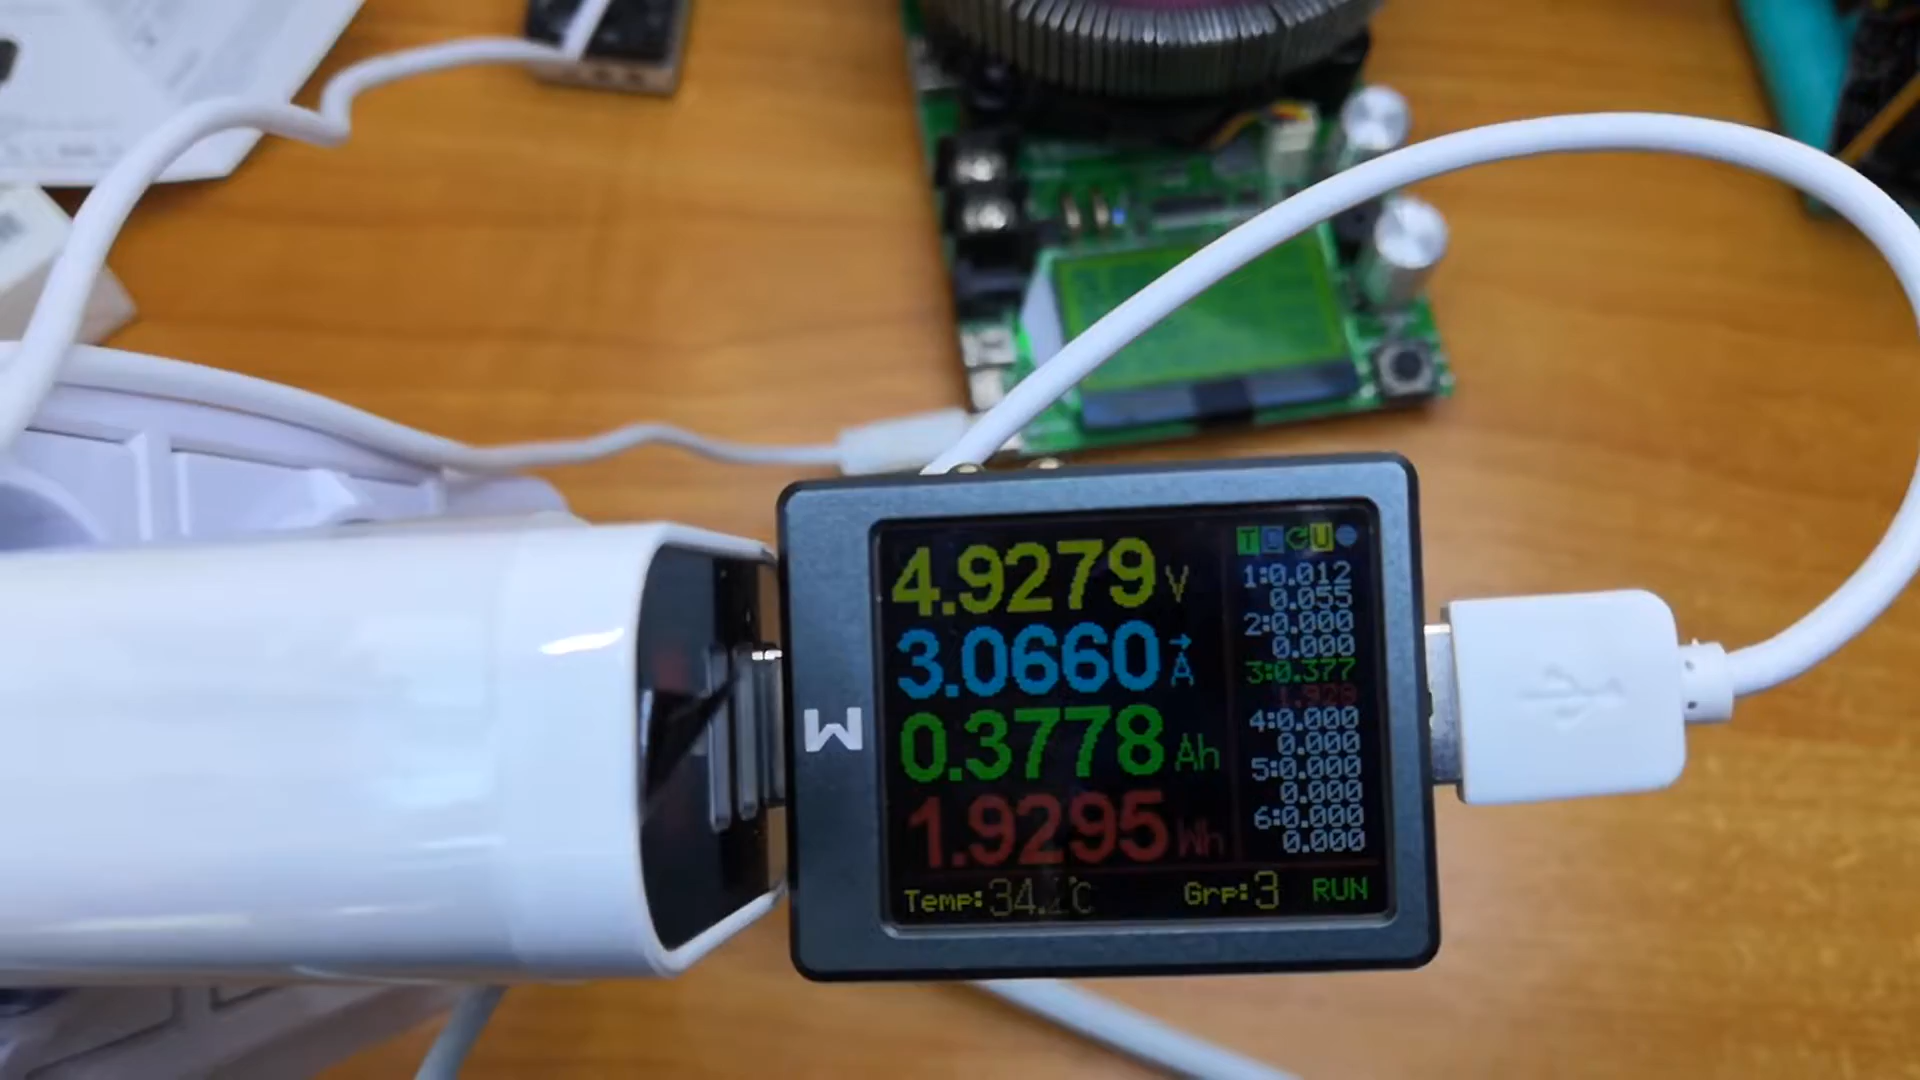 4.9279 V
3.0660 A
0.3778 Ah
1.9295 Wh
T C U
1:0.012
0.055
2:0.000
0.000
3:0.377
1.928
4:0.000
0.000
5:0.000
0.000
6:0.000
0.000
Temp: °C
Grp:3 RUN